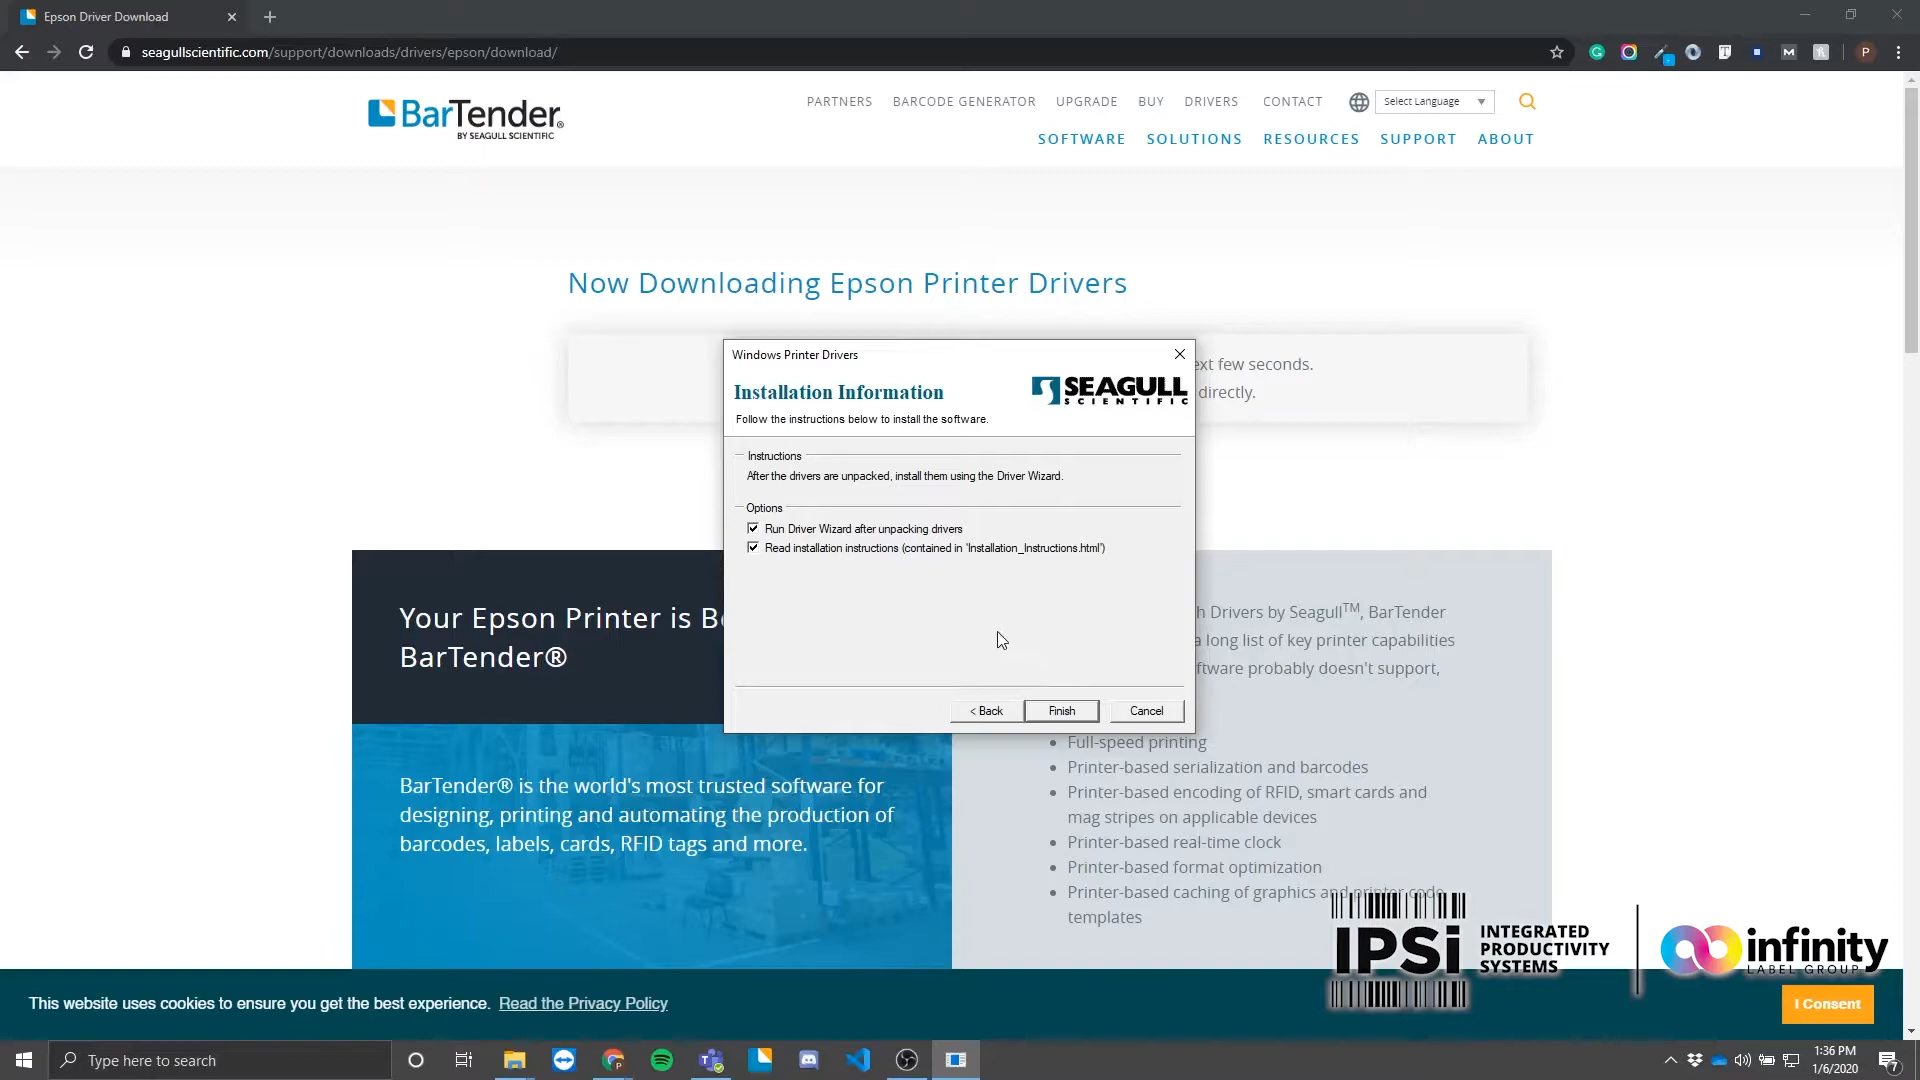 Epson Driver Download
seagullscientific.com/support/downloads/drivers/epson/download/
P
BarTender®
BY SEAGULL SCIENTIFIC
PARTNERS BARCODE GENERATOR UPGRADE BUY DRIVERS CONTACT Select Language
SOFTWARE SOLUTIONS RESOURCES SUPPORT ABOUT
Now Downloading Epson Printer Drivers
ext few seconds.
directly.
Windows Printer Drivers
Installation Information
SEAGULL
SCIENTIFIC
Follow the instructions below to install the software.
Instructions
After the drivers are unpacked, install them using the Driver Wizard.
Options
Run Driver Wizard after unpacking drivers
Read installation instructions (contained in 'Installation_Instructions.html')
< Back Finish Cancel
Your Epson Printer is Be
BarTender®
BarTender® is the world's most trusted software for
designing, printing and automating the production of
barcodes, labels, cards, RFID tags and more.
h Drivers by Seagull™, BarTender
a long list of key printer capabilities
ftware probably doesn't support,
• Full-speed printing
• Printer-based serialization and barcodes
• Printer-based encoding of RFID, smart cards and
mag stripes on applicable devices
• Printer-based real-time clock
• Printer-based format optimization
• Printer-based caching of graphics and printer code
templates
IPSi
INTEGRATED
PRODUCTIVITY
SYSTEMS
infinity
LABEL GROUP
This website uses cookies to ensure you get the best experience. Read the Privacy Policy
I Consent
Type here to search
1:36 PM
1/6/2020
7